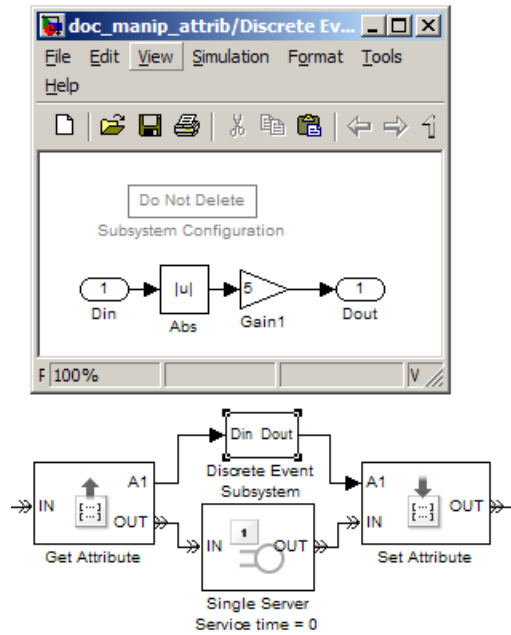 doc_manip_attrib/Discrete Ev...
File Edit View Simulation Format Tools
Help
Do Not Delete
Subsystem Configuration
1 |u| 5 1
Din Abs Gain1 Dout
F 100% V
Din Dout
A1 Discrete Event A1
IN [...] Subsystem [...] OUT
OUT IN 1 OUT IN
Get Attribute Set Attribute
Single Server
Service time = 0